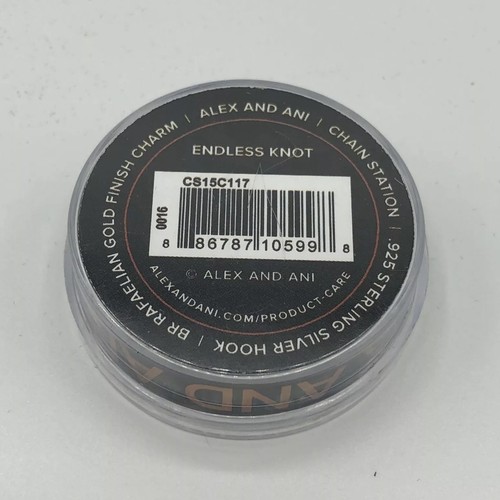 ALEX AND ANI | CHAIN STATION | .925 STERLING SILVER HOOK | BR RAFAELIAN GOLD FINISH CHARM |
ENDLESS KNOT
CS15C117
0016
8 86787 10599 8
© ALEX AND ANI
ALEXANDANI.COM/PRODUCT-CARE
AND A